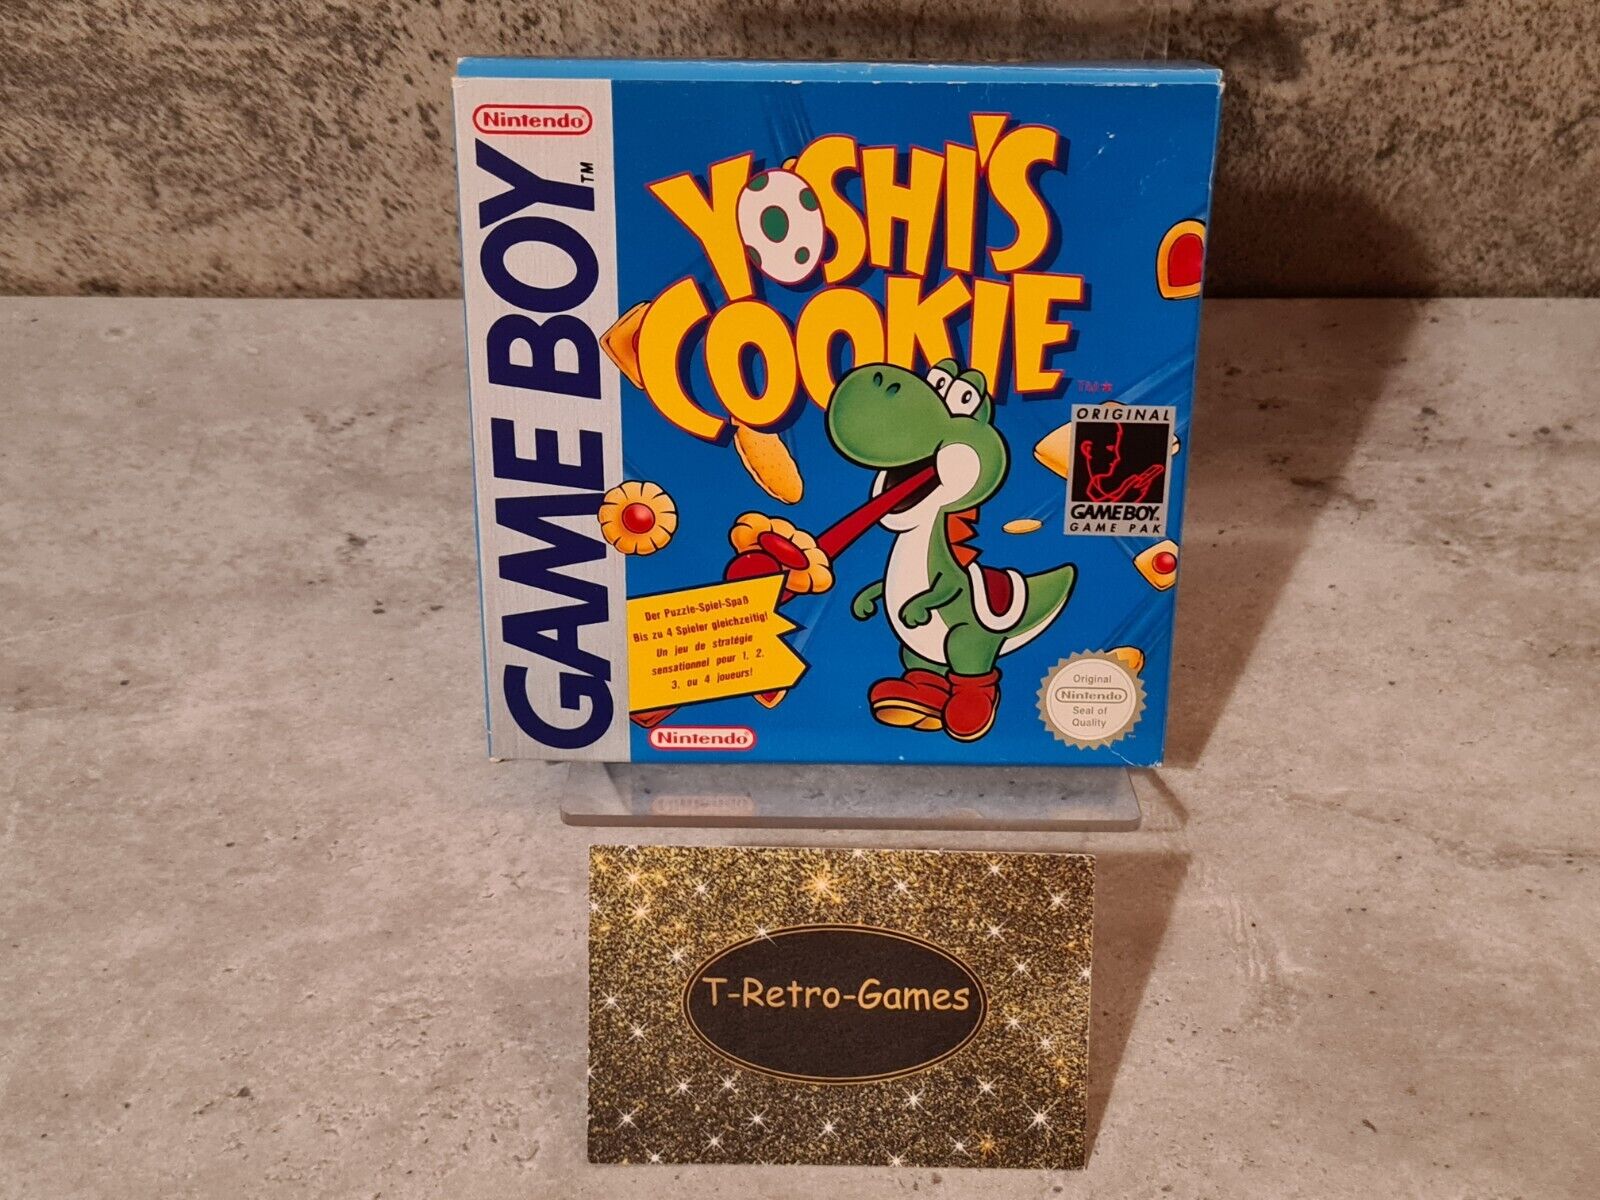 Nintendo®
GAME BOY™
YOSHI'S
COOKIE
TM
ORIGINAL
GAMEBOY™
GAME PAK
Der Puzzle-Spiel-Spaß
Bis zu 4 Spieler gleichzeitig!
Un jeu de stratégie
sensationnel pour 1, 2,
3, ou 4 joueurs!
Nintendo®
Original
Nintendo
Seal of
Quality
T-Retro-Games